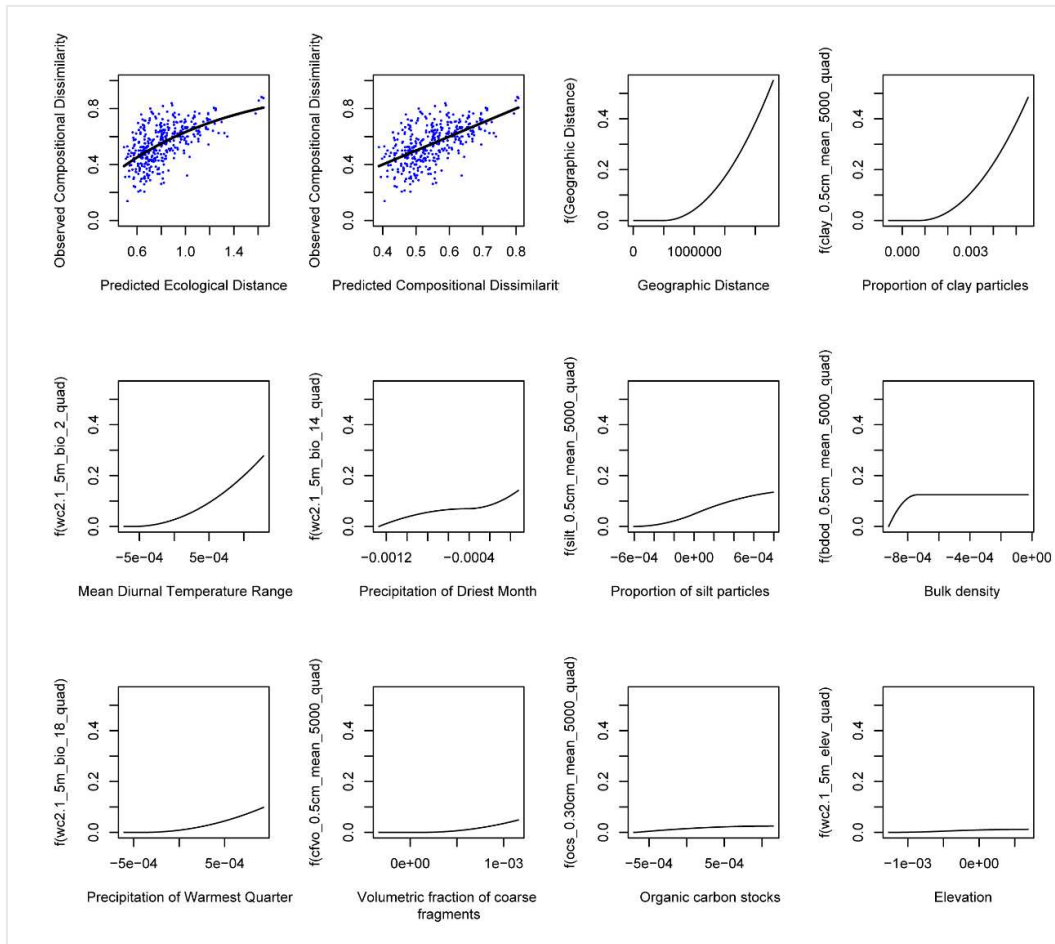 Observed Compositional Dissimilarity
0.0 0.4 0.8
0.6 1.0 1.4
Predicted Ecological Distance
Observed Compositional Dissimilarity
0.0 0.4 0.8
0.4 0.5 0.6 0.7 0.8
Predicted Compositional Dissimilarit
f(Geographic Distance)
0.0 0.2 0.4
0 1000000
Geographic Distance
f(clay_0.5cm_mean_5000_quad)
0.0 0.2 0.4
0.000 0.003
Proportion of clay particles
f(wc2.1_5m_bio_2_quad)
0.0 0.2 0.4
−5e−04 5e−04
Mean Diurnal Temperature Range
f(wc2.1_5m_bio_14_quad)
0.0 0.2 0.4
−0.0012 −0.0004
Precipitation of Driest Month
f(silt_0.5cm_mean_5000_quad)
0.0 0.2 0.4
−6e−04 0e+00 6e−04
Proportion of silt particles
f(bdod_0.5cm_mean_5000_quad)
0.0 0.2 0.4
−8e−04 −4e−04 0e+00
Bulk density
f(wc2.1_5m_bio_18_quad)
0.0 0.2 0.4
−5e−04 5e−04
Precipitation of Warmest Quarter
f(cfvo_0.5cm_mean_5000_quad)
0.0 0.2 0.4
0e+00 1e−03
Volumetric fraction of coarse
fragments
f(ocs_0.30cm_mean_5000_quad)
0.0 0.2 0.4
−5e−04 5e−04
Organic carbon stocks
f(wc2.1_5m_elev_quad)
0.0 0.2 0.4
−1e−03 0e+00
Elevation